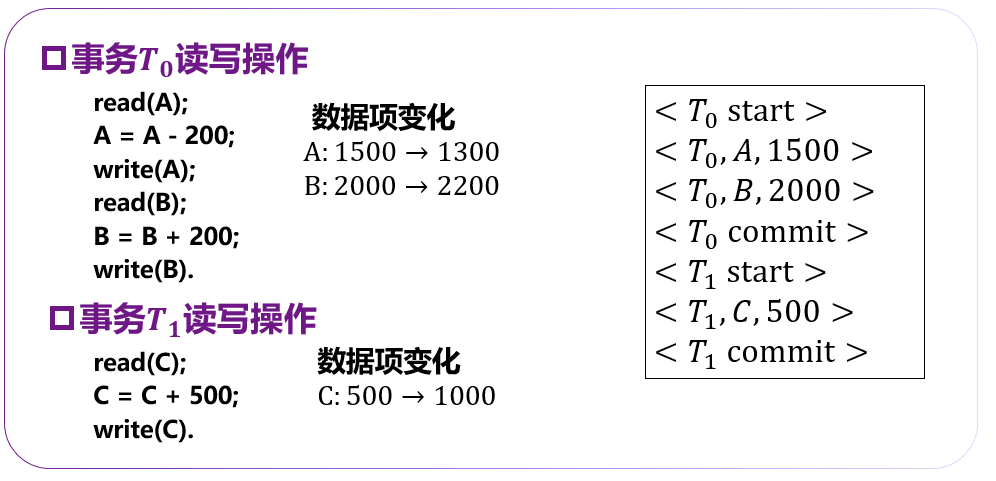 事务T₀读写操作
read(A);
A = A - 200;
write(A);
read(B);
B = B + 200;
write(B).
数据项变化
A: 1500 → 1300
B: 2000 → 2200
事务T₁读写操作
read(C);
C = C + 500;
write(C).
数据项变化
C: 500 → 1000
< T₀ start >
< T₀, A, 1500 >
< T₀, B, 2000 >
< T₀ commit >
< T₁ start >
< T₁, C, 500 >
< T₁ commit >